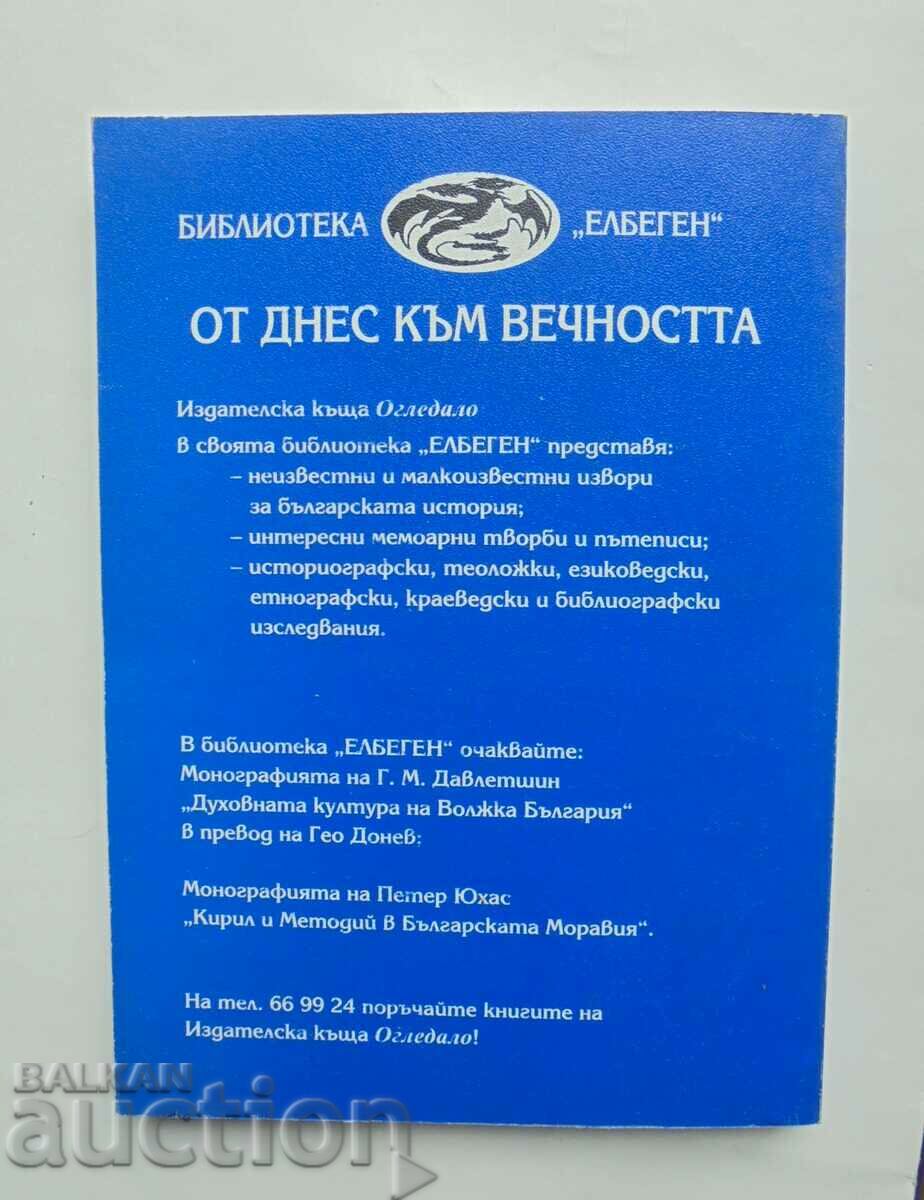 БИБЛИОТЕКА „ЕЛБЕГЕН“
ОТ ДНЕС КЪМ ВЕЧНОСТТА
Издателска къща Огледало
в своята библиотека „ЕЛБЕГЕН“ представя:
– неизвестни и малкоизвестни извори
за българската история;
– интересни мемоарни творби и пътеписи;
– историографски, теоложки, езиковедски,
етнографски, краеведски и библиографски
изследвания.
В библиотека „ЕЛБЕГЕН“ очаквайте:
Монографията на Г. М. Давлетшин
„Духовната култура на Волжка България“
в превод на Гео Донев;
Монографията на Петер Юхас
„Кирил и Методий в Българската Моравия“.
На тел. 66 99 24 поръчайте книгите на
Издателска къща Огледало!
BALKAN
auction